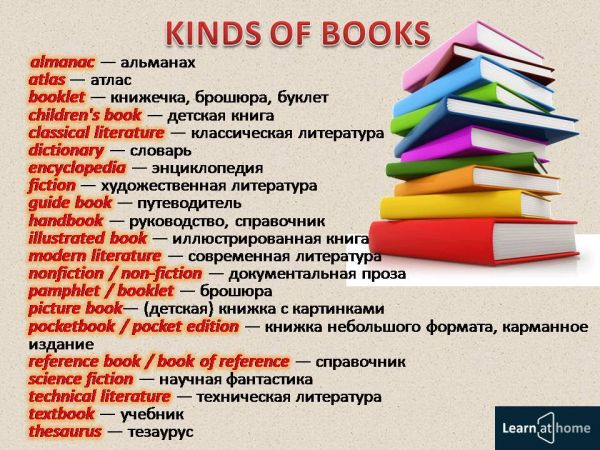 KINDS OF BOOKS
almanac — альманах
atlas — атлас
booklet — книжечка, брошюра, буклет
children's book — детская книга
classical literature — классическая литература
dictionary — словарь
encyclopedia — энциклопедия
fiction — художественная литература
guide book — путеводитель
handbook — руководство, справочник
illustrated book — иллюстрированная книга
modern literature — современная литература
nonfiction / non-fiction — документальная проза
pamphlet / booklet — брошюра
picture book— (детская) книжка с картинками
pocketbook / pocket edition — книжка небольшого формата, карманное
издание
reference book / book of reference — справочник
science fiction — научная фантастика
technical literature — техническая литература
textbook — учебник
thesaurus — тезаурус
Learn at home